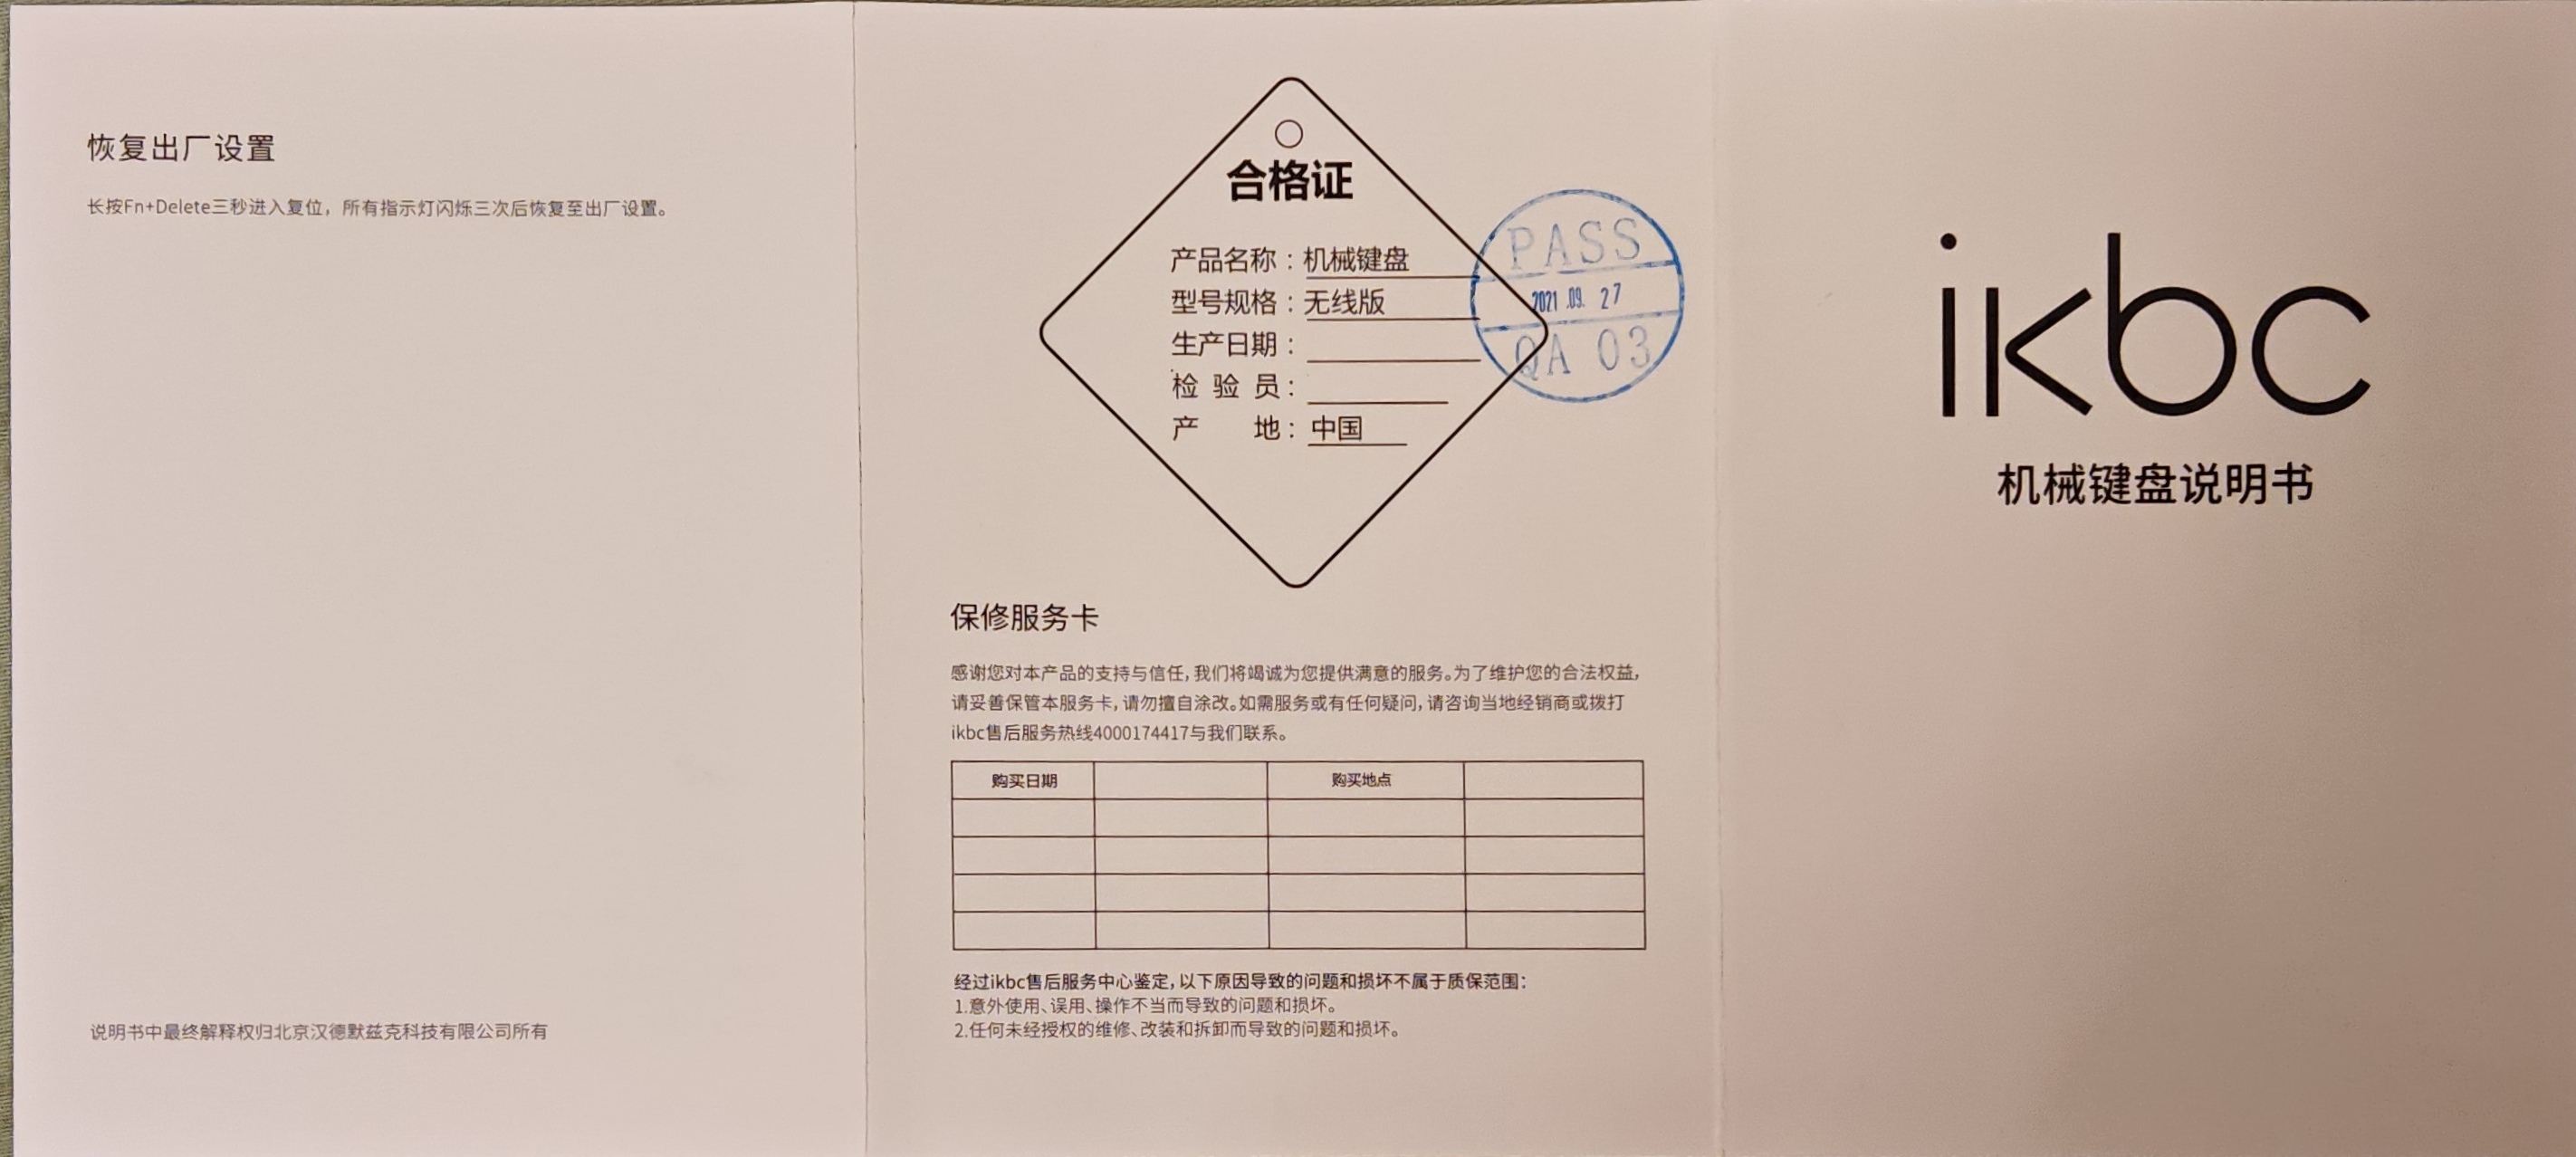 恢复出厂设置
长按Fn+Delete三秒进入复位，所有指示灯闪烁三次后恢复至出厂设置。
说明书中最终解释权归北京汉德默兹克科技有限公司所有
合格证
产品名称：机械键盘
型号规格：无线版
生产日期：
检 验 员：
产 地：中国
PASS
2021.09.27
QA 03
保修服务卡
感谢您对本产品的支持与信任，我们将竭诚为您提供满意的服务。为了维护您的合法权益，
请妥善保管本服务卡，请勿擅自涂改。如需服务或有任何疑问，请咨询当地经销商或拨打
ikbc售后服务热线4000174417与我们联系。
购买日期 购买地点
经过ikbc售后服务中心鉴定，以下原因导致的问题和损坏不属于质保范围：
1.意外使用、误用、操作不当而导致的问题和损坏。
2.任何未经授权的维修、改装和拆卸而导致的问题和损坏。
ikbc
机械键盘说明书